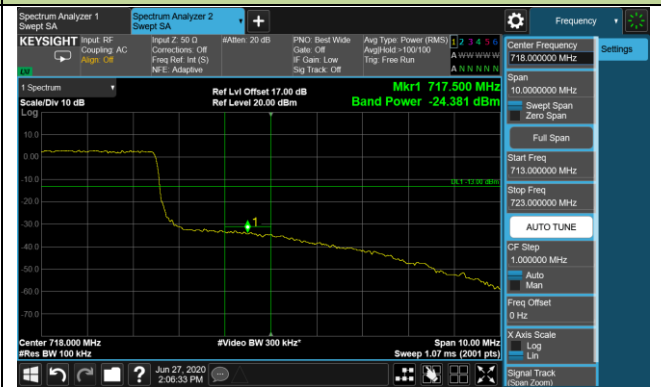 Spectrum Analyzer 1
Swept SA
Spectrum Analyzer 2
Swept SA
+
Frequency
KEYSIGHT
Input: RF
Coupling: AC
Align: Off
Input Z: 50 Ω
Corrections: Off
Freq Ref: Int (S)
NFE: Adaptive
#Atten: 20 dB
PNO: Best Wide
Gate: Off
IF Gain: Low
Sig Track: Off
Avg Type: Power (RMS)
Avg|Hold:>100/100
Trig: Free Run
1 2 3 4 5 6
A W W W W W
A N N N N N
LW
1 Spectrum
Scale/Div 10 dB
Log
Ref Lvl Offset 17.00 dB
Ref Level 20.00 dBm
Mkr1 717.500 MHz
Band Power -24.381 dBm
10.0
0.00
-10.0
-20.0
-30.0
-40.0
-50.0
-60.0
-70.0
DL1 -13.00 dBm
1
Center 718.000 MHz
#Res BW 100 kHz
#Video BW 300 kHz*
Span 10.00 MHz
Sweep 1.07 ms (2001 pts)
Jun 27, 2020
2:06:33 PM
Center Frequency
718.000000 MHz
Settings
Span
10.0000000 MHz
Swept Span
Zero Span
Full Span
Start Freq
713.000000 MHz
Stop Freq
723.000000 MHz
AUTO TUNE
CF Step
1.000000 MHz
Auto
Man
Freq Offset
0 Hz
X Axis Scale
Log
Lin
Signal Track
(Span Zoom)